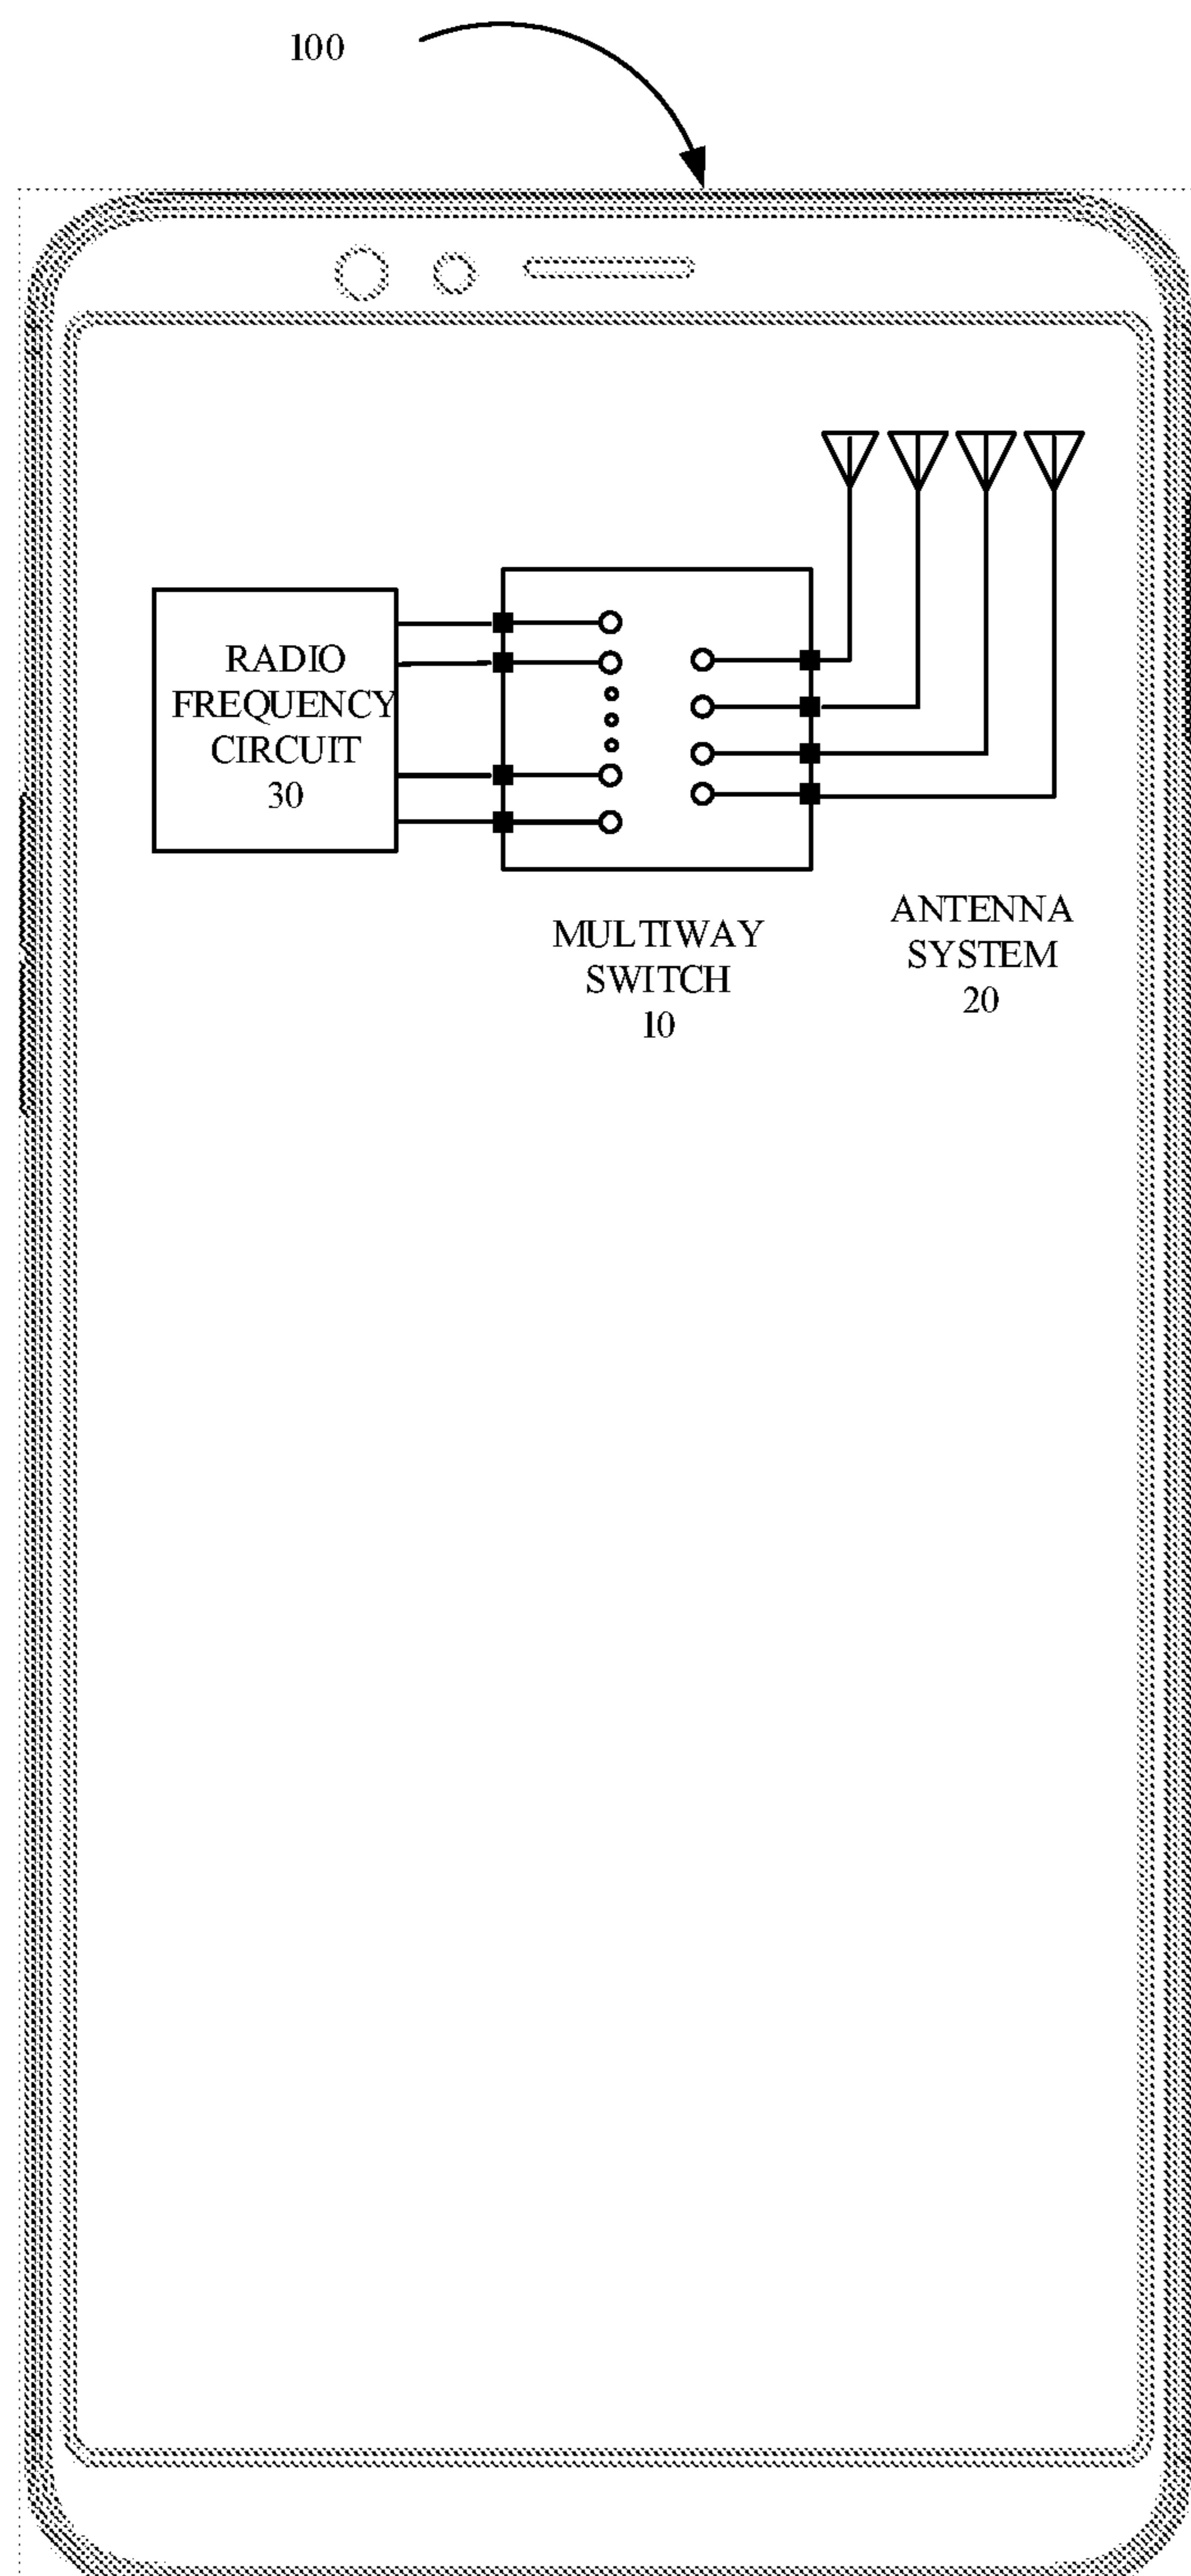 100
RADIO
FREQUENCY
CIRCUIT
30
MULTIWAY
SWITCH
10
ANTENNA
SYSTEM
20